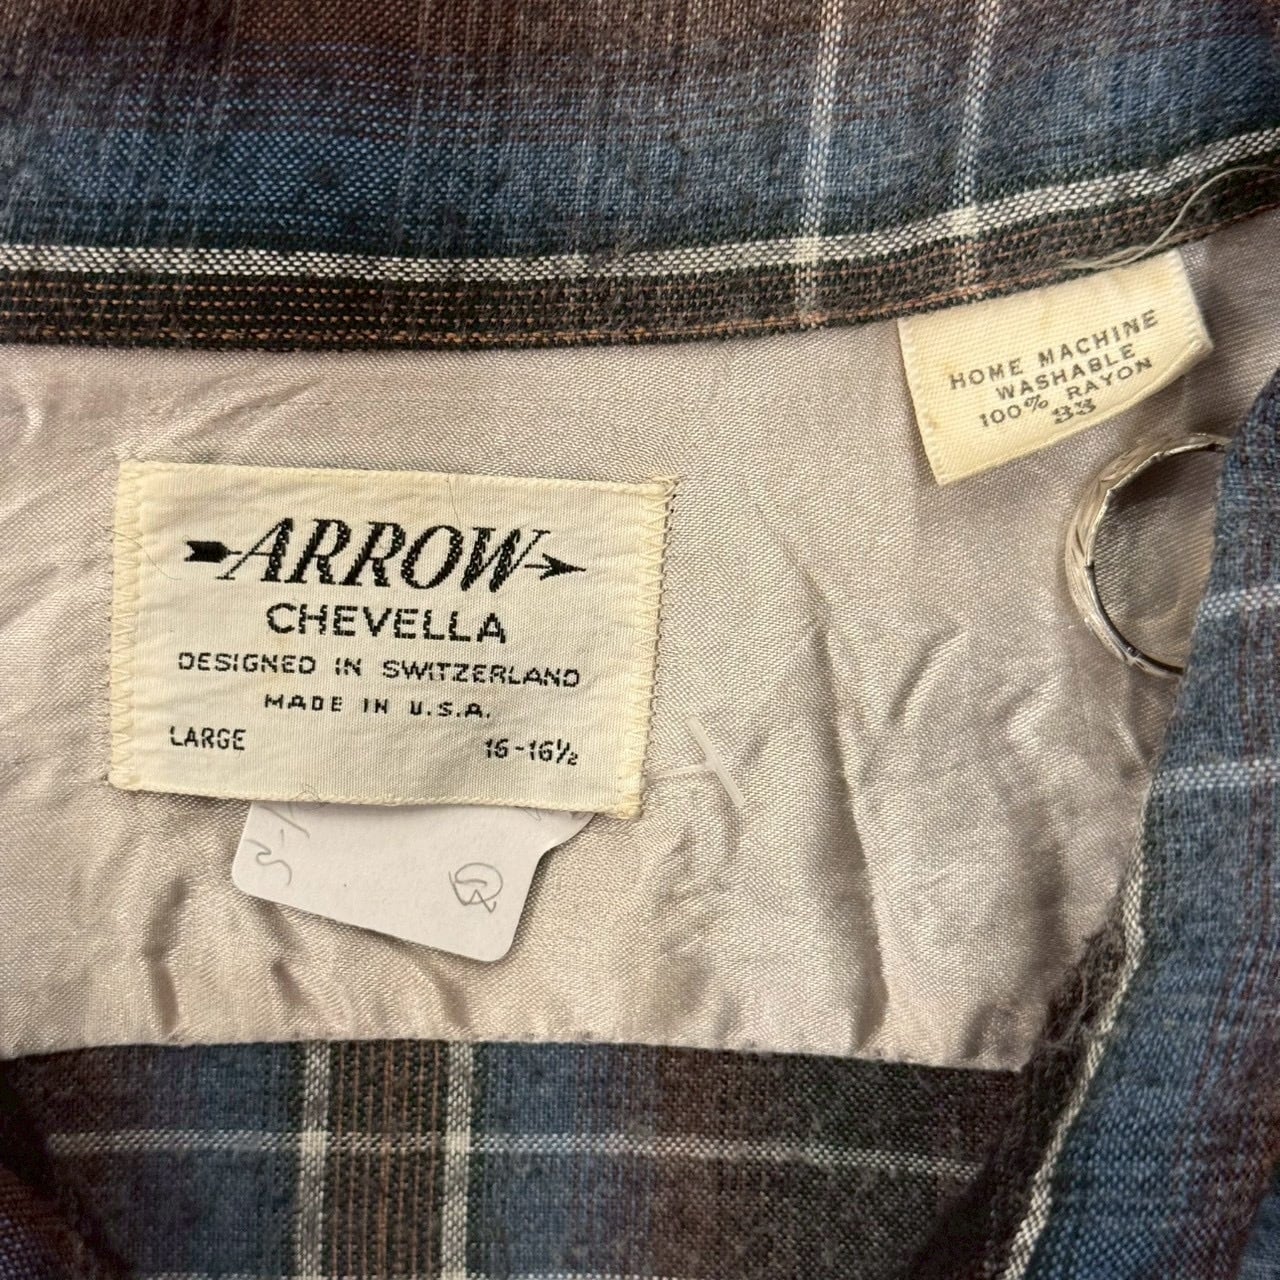 ARROW
CHEVELLA
DESIGNED IN SWITZERLAND
MADE IN U.S.A.
LARGE 16-16½
HOME MACHINE
WASHABLE
100% RAYON
33